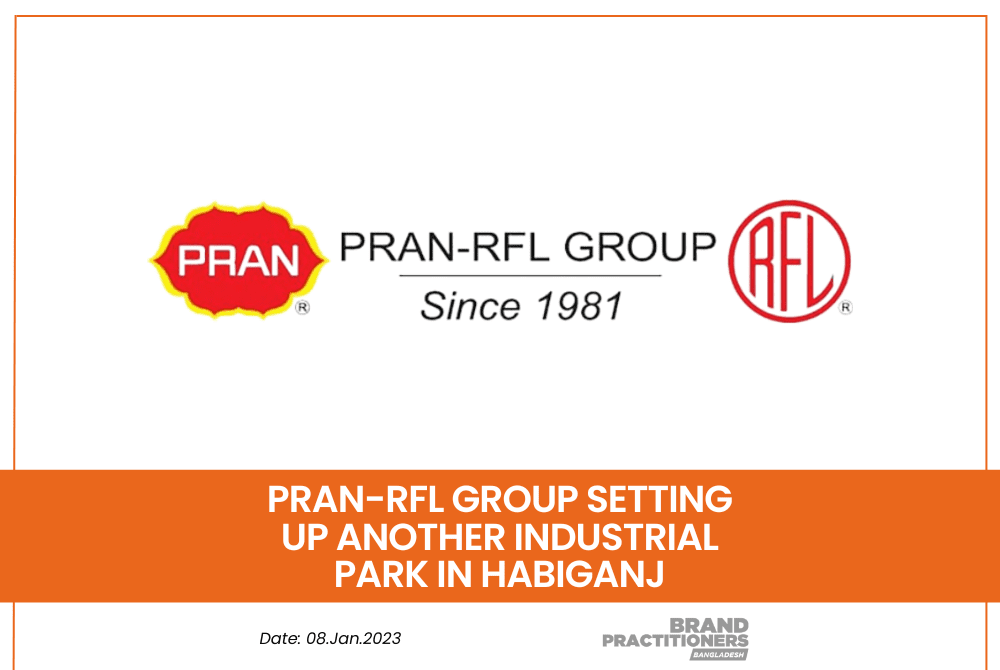 PRAN
®
PRAN-RFL GROUP
Since 1981
RFL
®
PRAN-RFL GROUP SETTING
UP ANOTHER INDUSTRIAL
PARK IN HABIGANJ
Date: 08.Jan.2023
BRAND
PRACTITIONERS
BANGLADESH